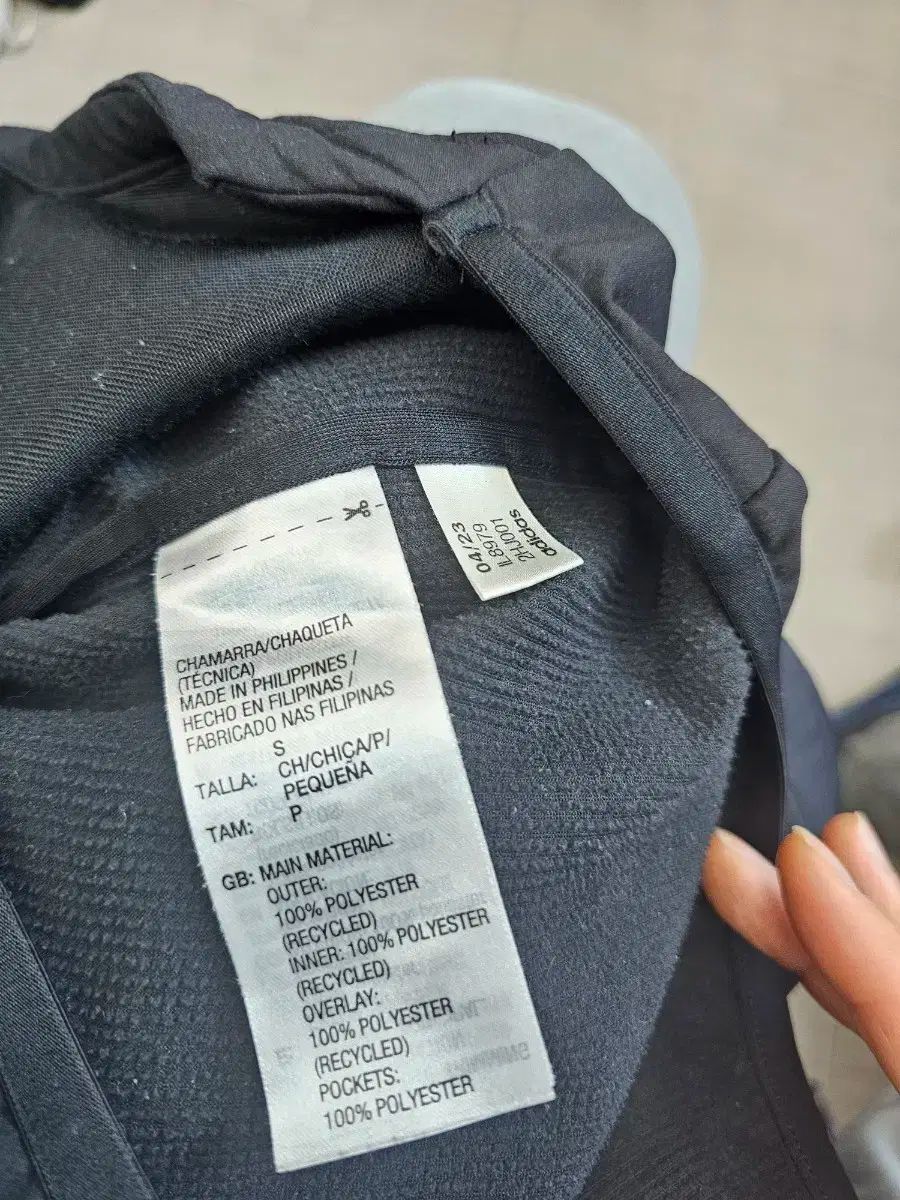 CHAMARRA/CHAQUETA
(TÉCNICA)
MADE IN PHILIPPINES /
HECHO EN FILIPINAS /
FABRICADO NAS FILIPINAS
S
TALLA: CH/CHIÇA/P/
PEQUEÑA
TAM: P
GB: MAIN MATERIAL:
OUTER:
100% POLYESTER
(RECYCLED)
INNER: 100% POLYESTER
(RECYCLED)
OVERLAY:
100% POLYESTER
(RECYCLED)
POCKETS:
100% POLYESTER
04/23
IL8979
2HJ001
adidas